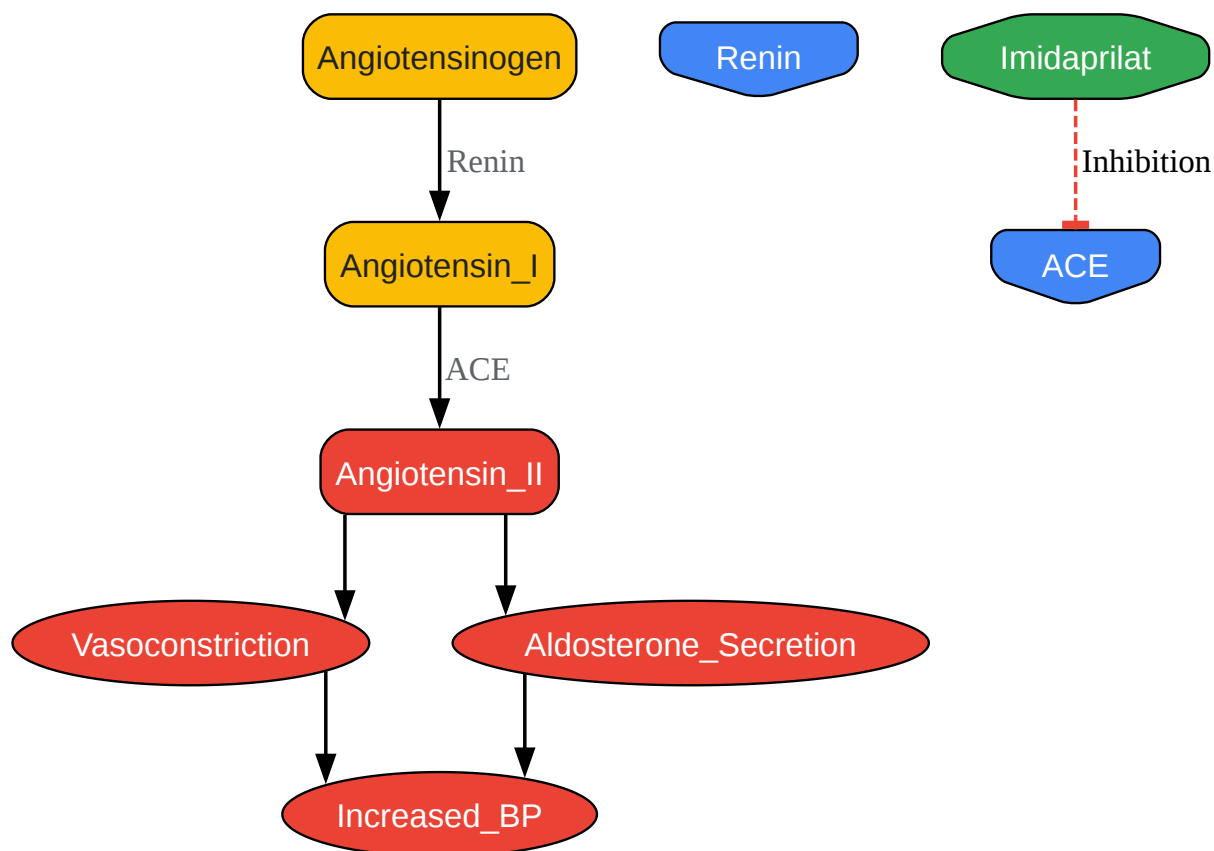 Angiotensinogen
Renin
Imidaprilat
Renin
Inhibition
Angiotensin_I
ACE
ACE
Angiotensin_II
Vasoconstriction
Aldosterone_Secretion
Increased_BP